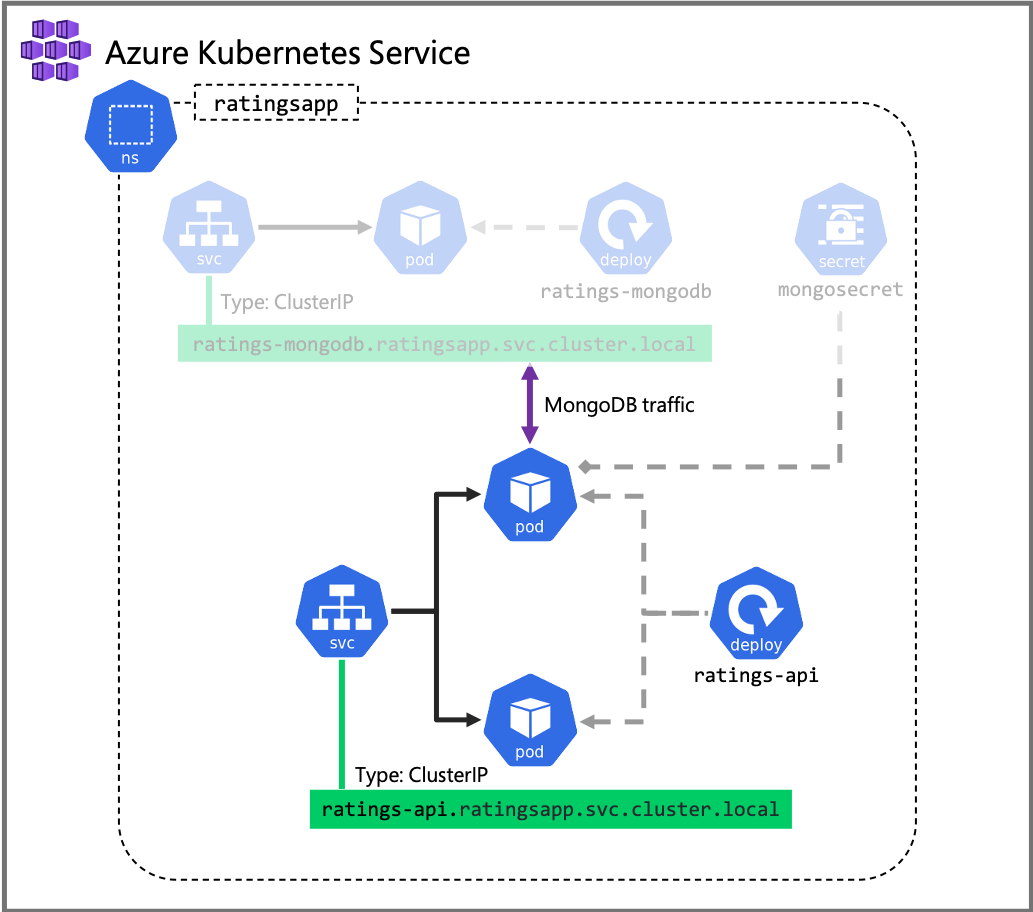 Azure Kubernetes Service
ratingsapp
ns
svc
pod
deploy
secret
ratings-mongodb
mongosecret
Type: ClusterIP
ratings-mongodb.ratingsapp.svc.cluster.local
MongoDB traffic
pod
svc
deploy
ratings-api
pod
Type: ClusterIP
ratings-api.ratingsapp.svc.cluster.local